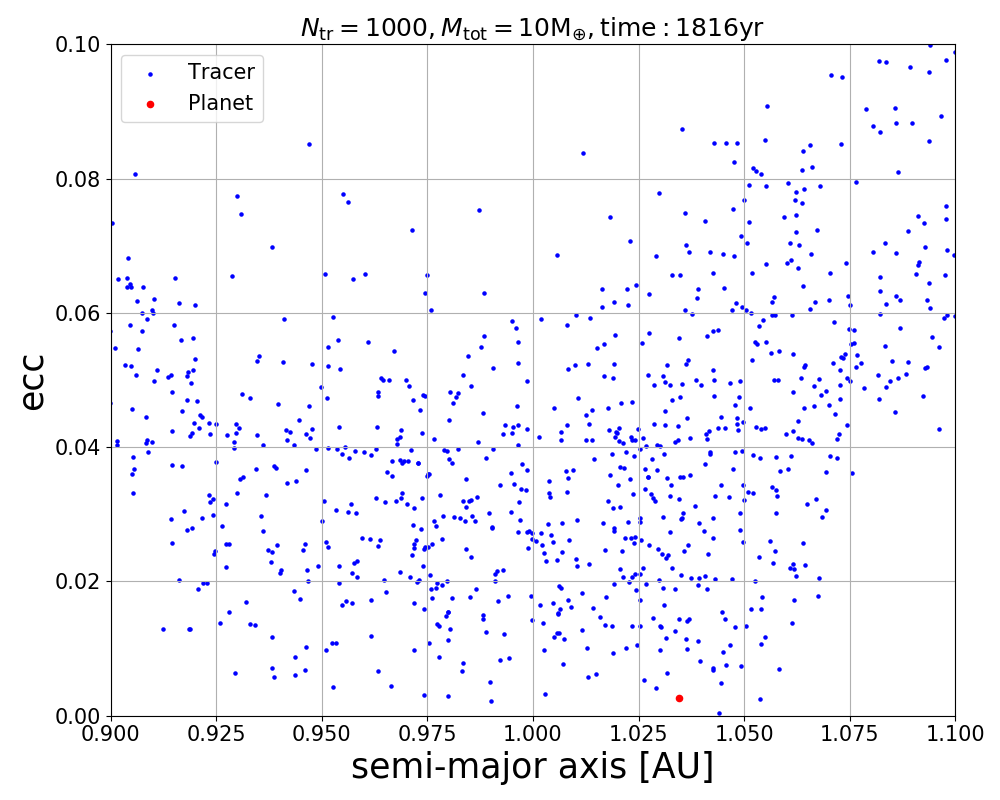 N_tr = 1000, M_tot = 10M_⊕, time : 1816yr
Tracer
Planet
0.10
0.08
0.06
0.04
0.02
0.00
ecc
0.900 0.925 0.950 0.975 1.000 1.025 1.050 1.075 1.100
semi-major axis [AU]